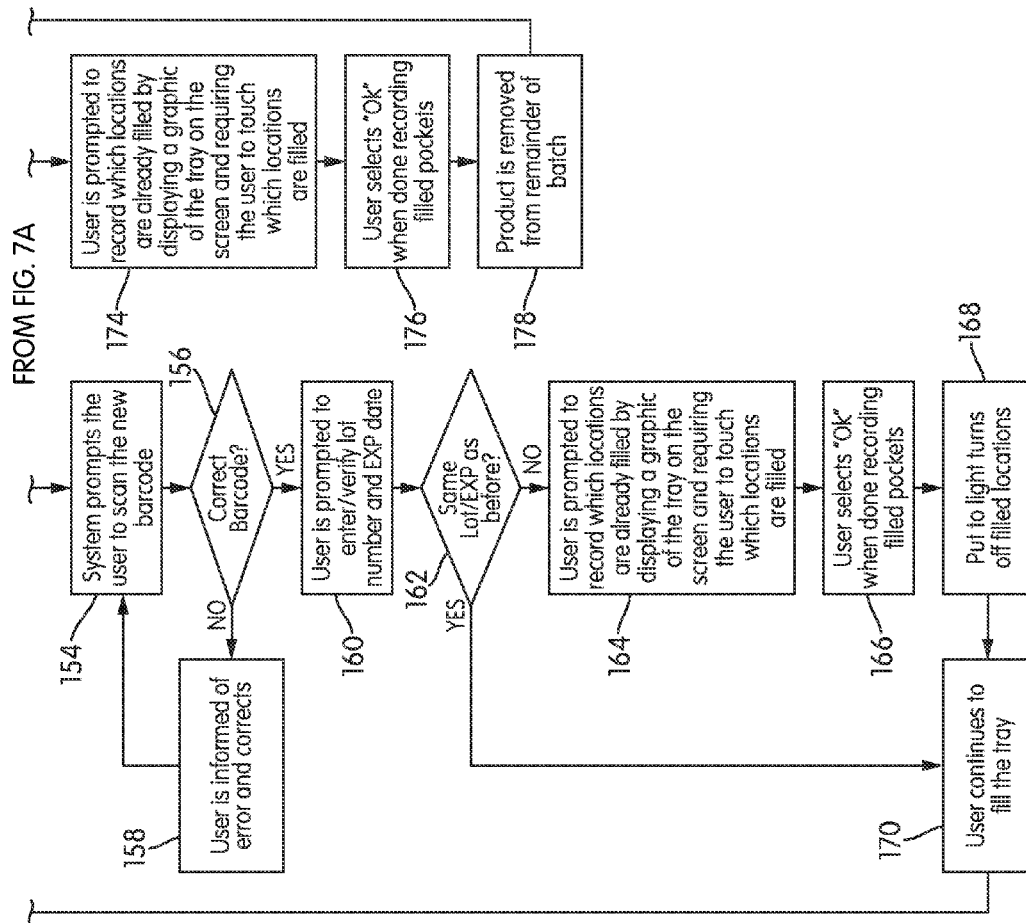 FROM FIG. 7A
System prompts the
user to scan the new
barcode
154
Correct
Barcode?
156
NO
YES
User is informed of
error and corrects
158
User is prompted to
enter/verify lot
number and EXP date
160
Same
Lot/EXP as
before?
162
YES
NO
User is prompted to
record which locations
are already filled by
displaying a graphic
of the tray on the
screen and requiring
the user to touch
which locations
are filled
164
User selects "Ok"
when done recording
filled pockets
166
Put to light turns
off filled locations
168
User continues to
fill the tray
170
User is prompted to
record which locations
are already filled by
displaying a graphic
of the tray on the
screen and requiring
the user to touch
which locations
are filled
174
User selects "Ok"
when done recording
filled pockets
176
Product is removed
from remainder of
batch
178